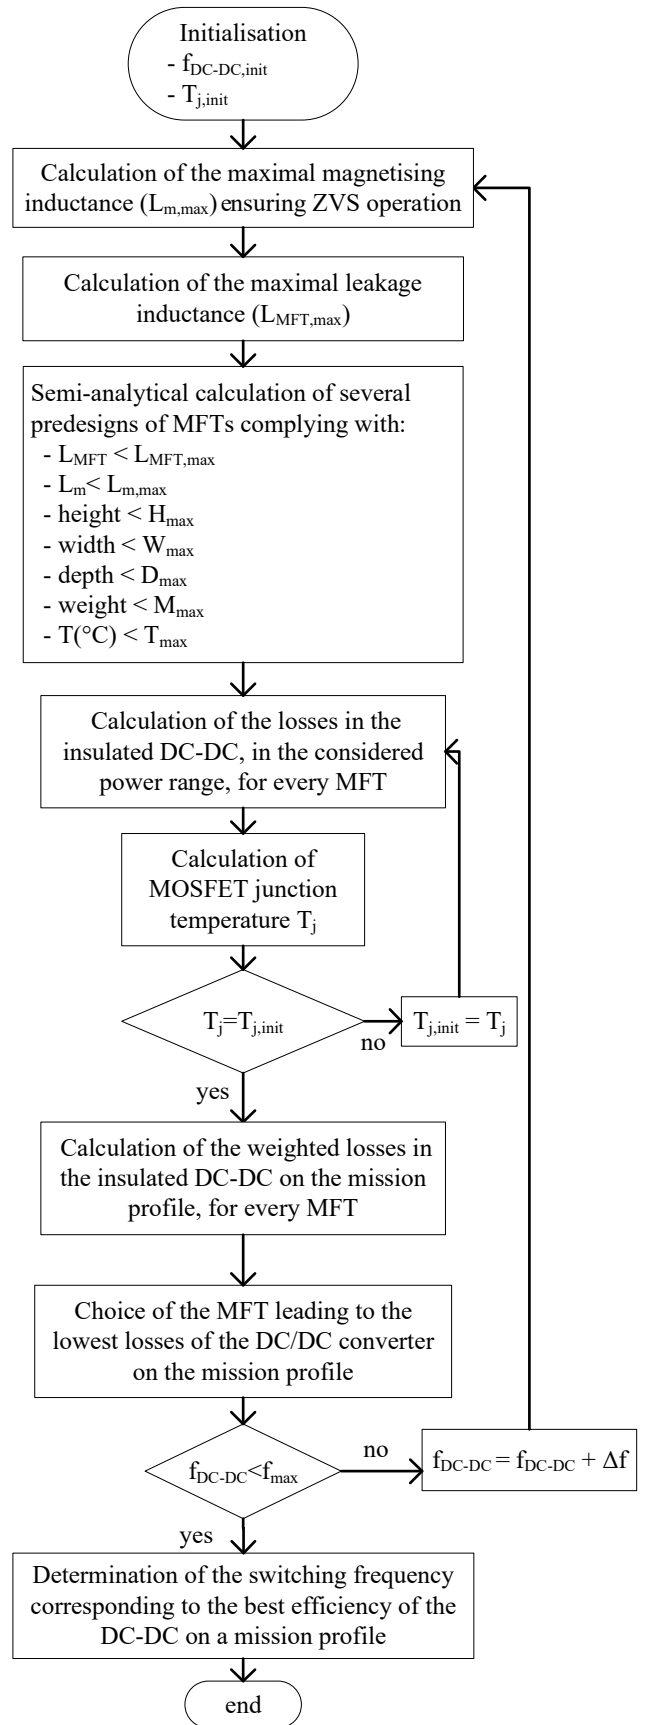 Initialisation
- f_DC-DC,init
- T_j,init
Calculation of the maximal magnetising
inductance (L_m,max) ensuring ZVS operation
Calculation of the maximal leakage
inductance (L_MFT,max)
Semi-analytical calculation of several
predesigns of MFTs complying with:
- L_MFT < L_MFT,max
- L_m< L_m,max
- height < H_max
- width < W_max
- depth < D_max
- weight < M_max
- T(°C) < T_max
Calculation of the losses in the
insulated DC-DC, in the considered
power range, for every MFT
Calculation of
MOSFET junction
temperature T_j
T_j=T_j,init
no
T_j,init = T_j
yes
Calculation of the weighted losses in
the insulated DC-DC on the mission
profile, for every MFT
Choice of the MFT leading to the
lowest losses of the DC/DC converter
on the mission profile
f_DC-DC<f_max
no
f_DC-DC = f_DC-DC + Δf
yes
Determination of the switching frequency
corresponding to the best efficiency of the
DC-DC on a mission profile
end